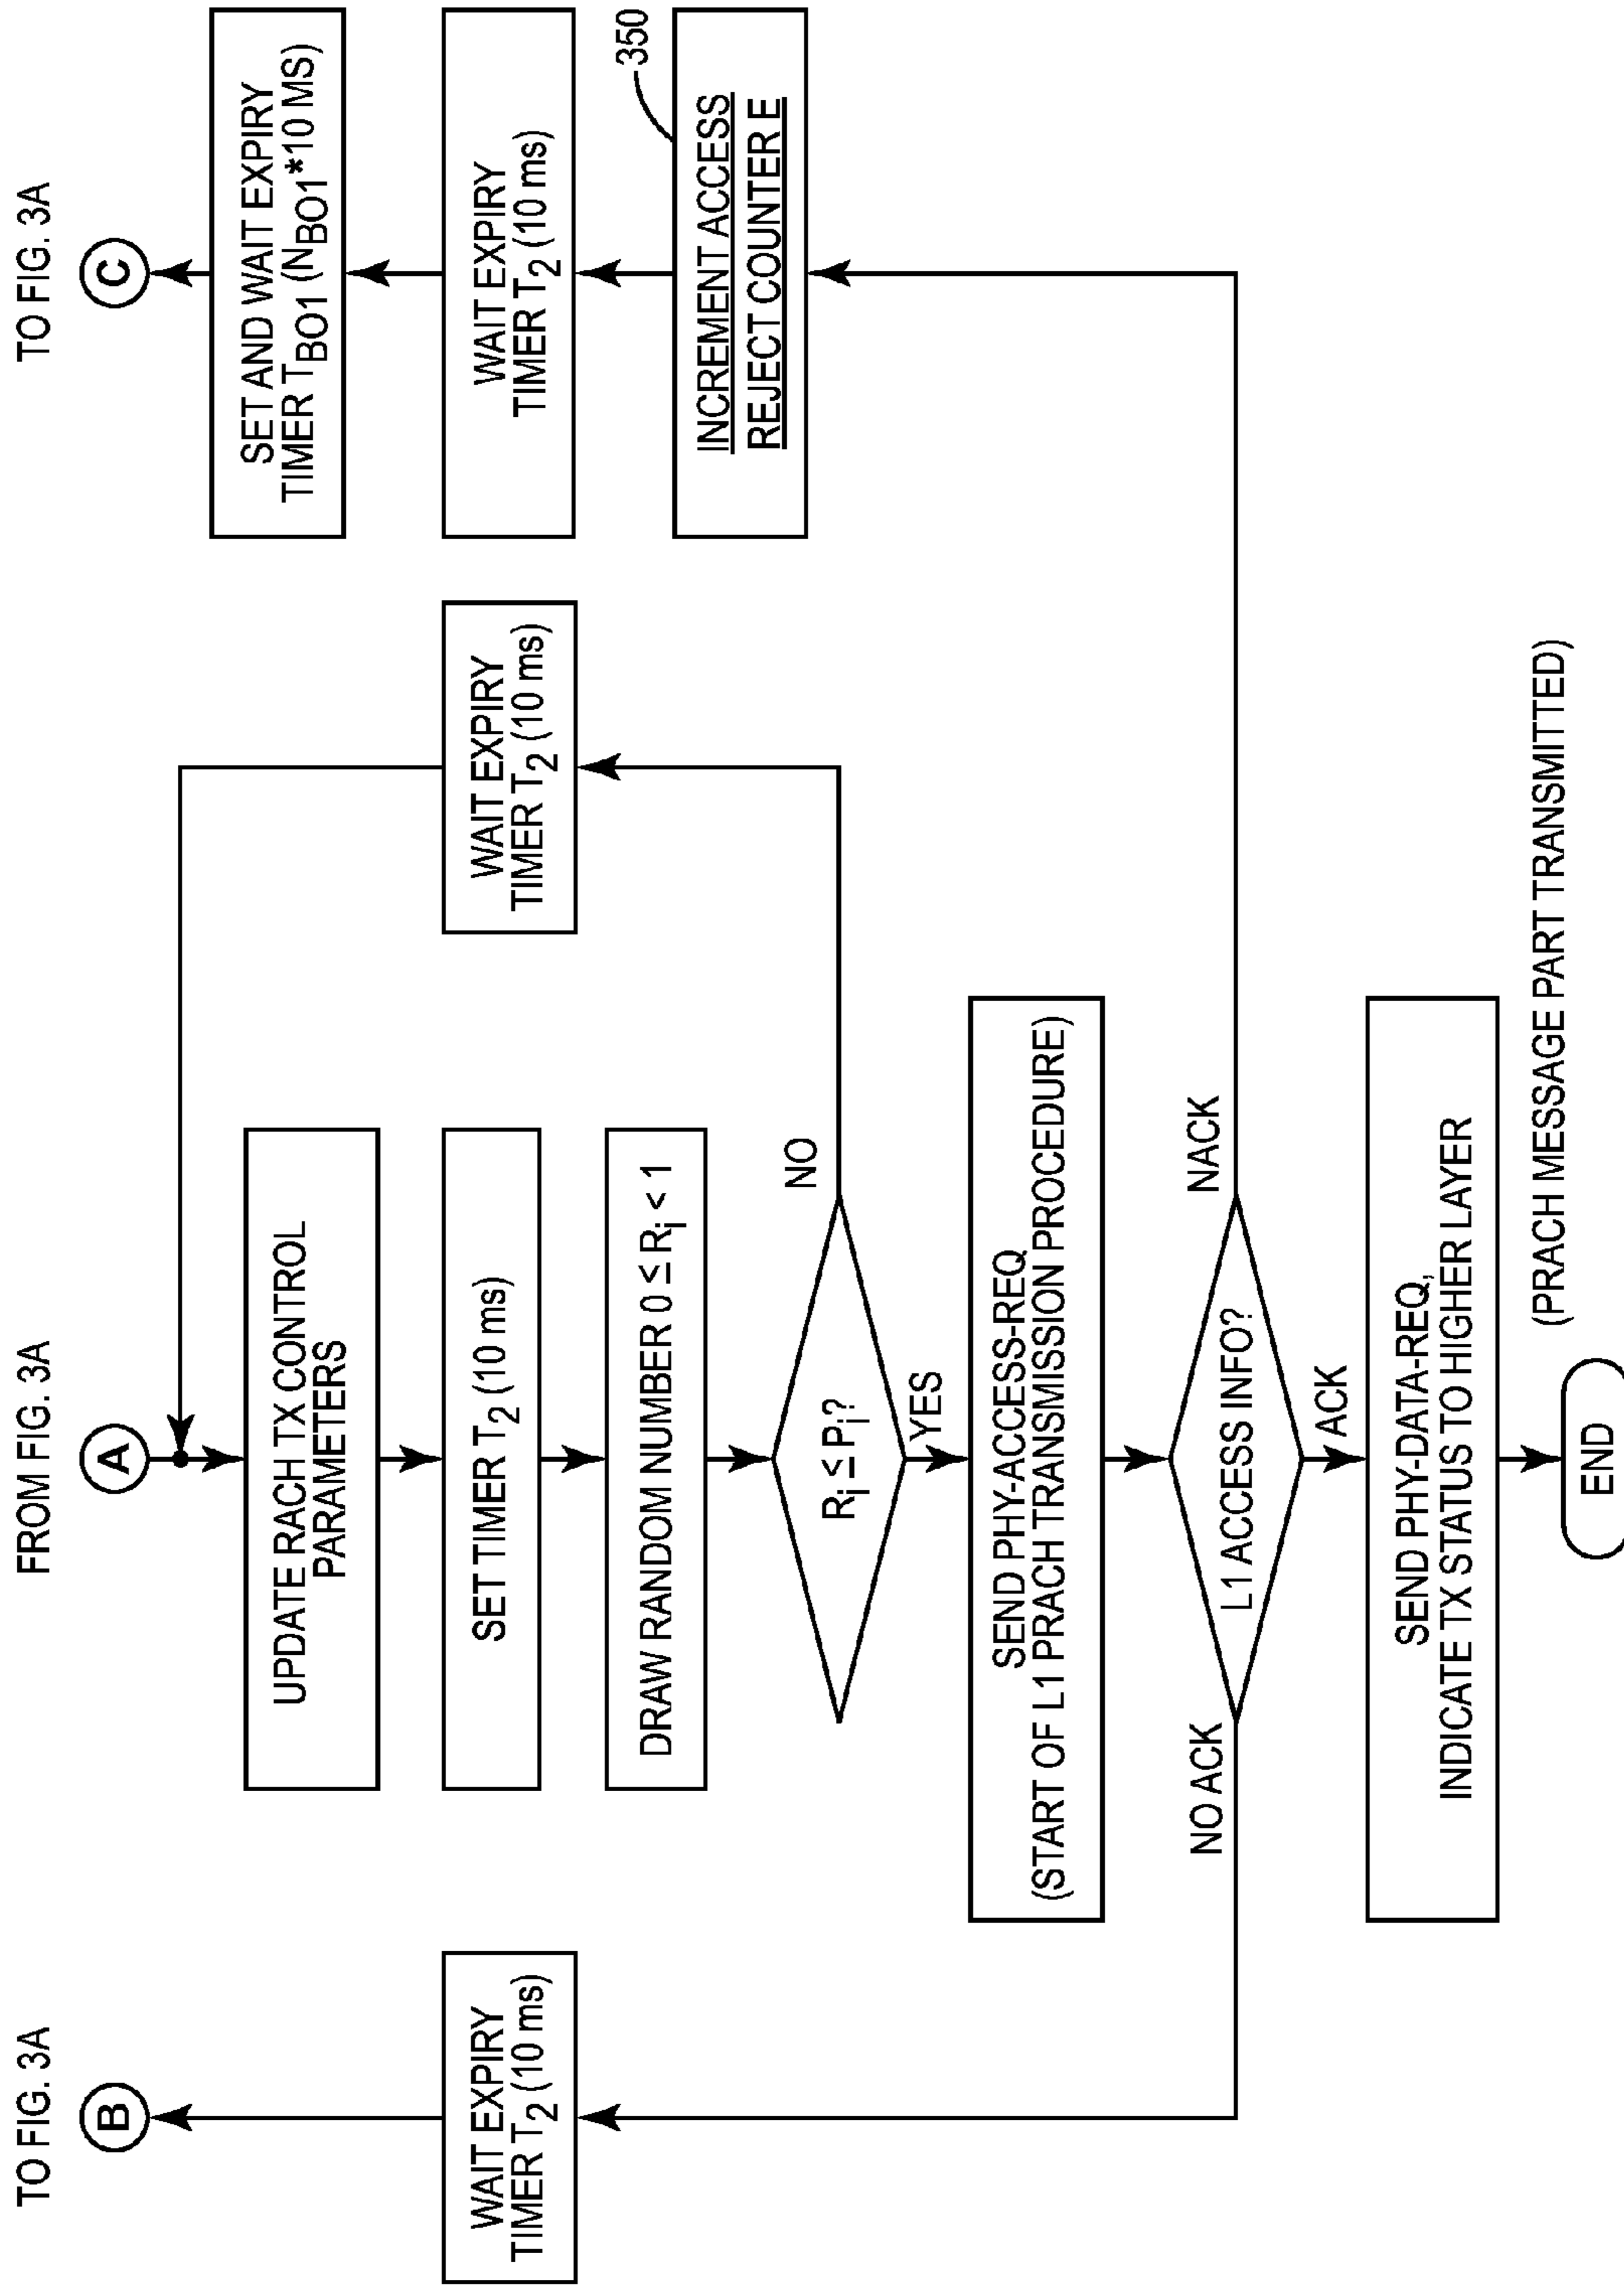 TO FIG. 3A
B
WAIT EXPIRY
TIMER T2 (10 ms)
FROM FIG. 3A
A
UPDATE RACH TX CONTROL
PARAMETERS
SET TIMER T2 (10 ms)
DRAW RANDOM NUMBER 0 ≤ Ri < 1
Ri ≤ Pi?
NO
YES
WAIT EXPIRY
TIMER T2 (10 ms)
SEND PHY-ACCESS-REQ
(START OF L1 PRACH TRANSMISSION PROCEDURE)
L1 ACCESS INFO?
NO ACK
NACK
ACK
SEND PHY-DATA-REQ,
INDICATE TX STATUS TO HIGHER LAYER
(PRACH MESSAGE PART TRANSMITTED)
END
TO FIG. 3A
C
SET AND WAIT EXPIRY
TIMER TBO1 (NBO1*10 MS)
WAIT EXPIRY
TIMER T2 (10 ms)
INCREMENT ACCESS
REJECT COUNTER E
350